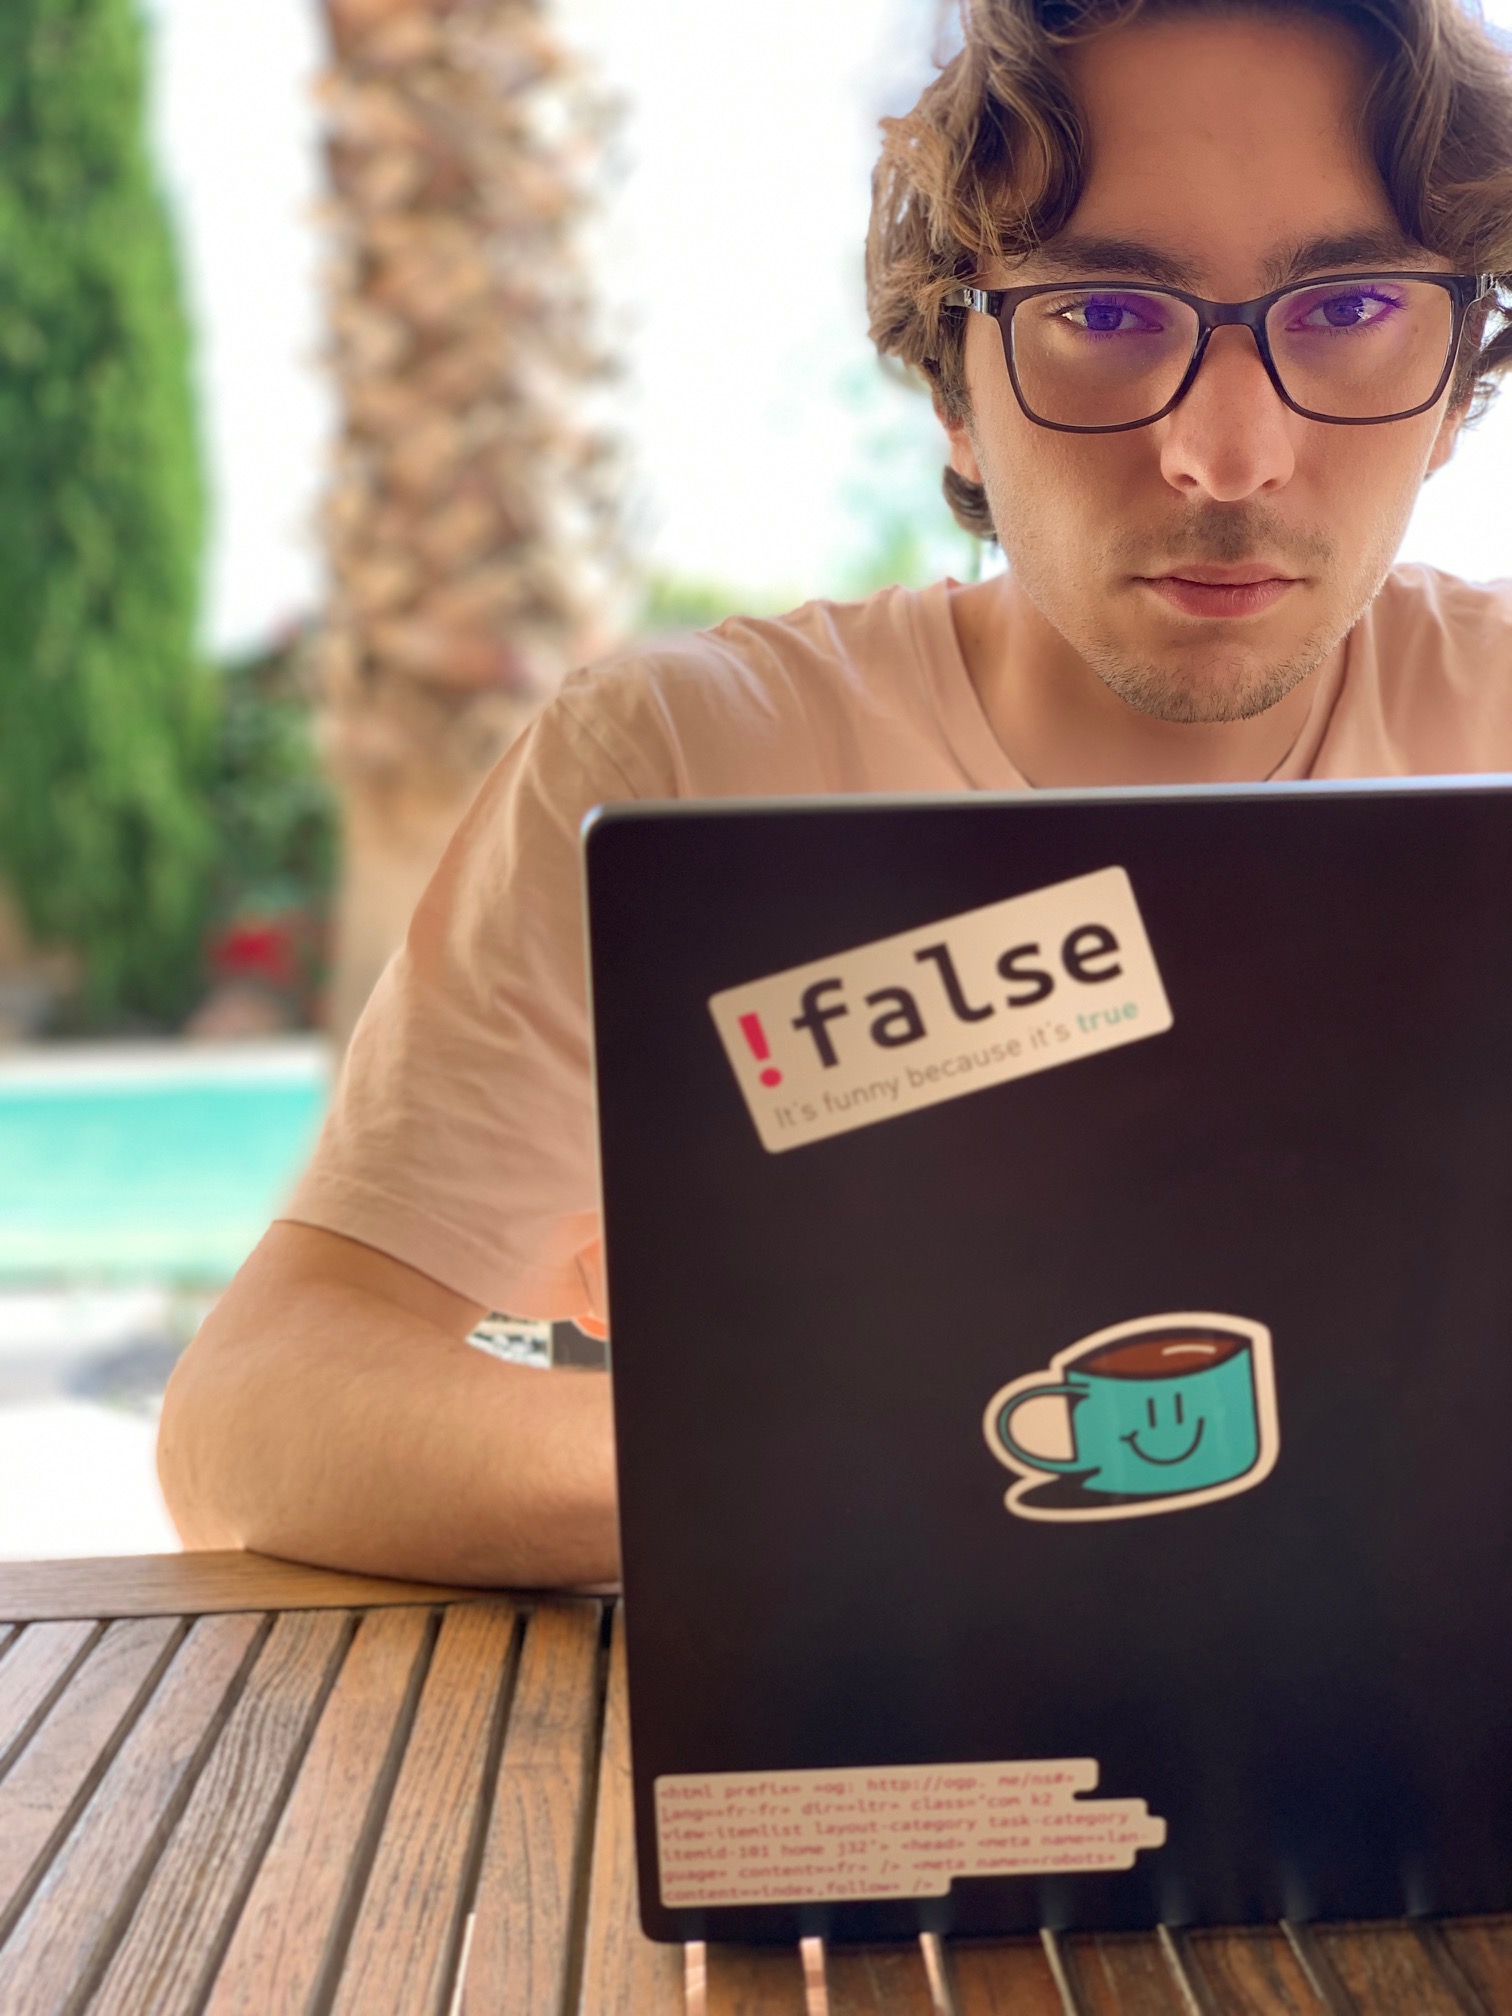 !false
It's funny because it's true
<html prefix= »og: http://ogp. me/ns#»
lang=»fr-fr» dir=»ltr» class='com k2
view-itemlist layout-category task-category
itemid-101 home j32'> <head> <meta name=»lan-
guage» content=»fr» /> <meta name=»robots»
content=»index,follow» />